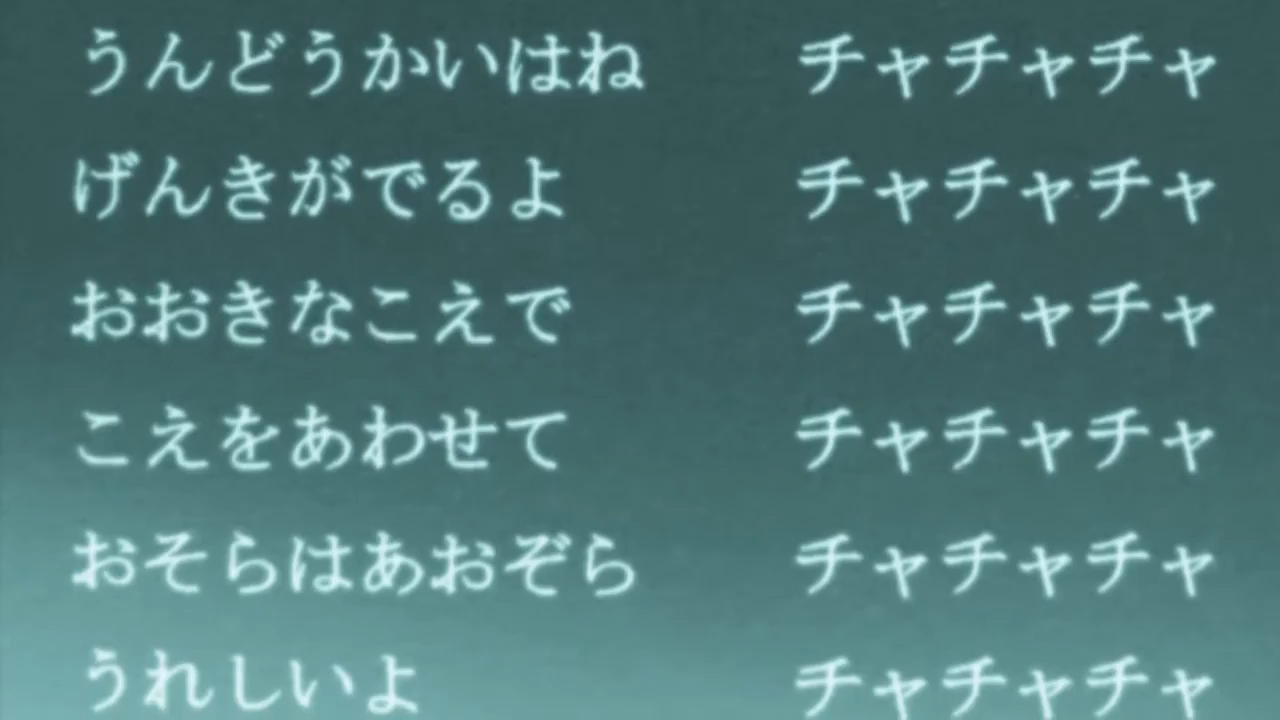 うんどうかいはね　チャチャチャ
げんきがでるよ　チャチャチャ
おおきなこえで　チャチャチャ
こえをあわせて　チャチャチャ
おそらはあおぞら　チャチャチャ
うれしいよ　チャチャチャ